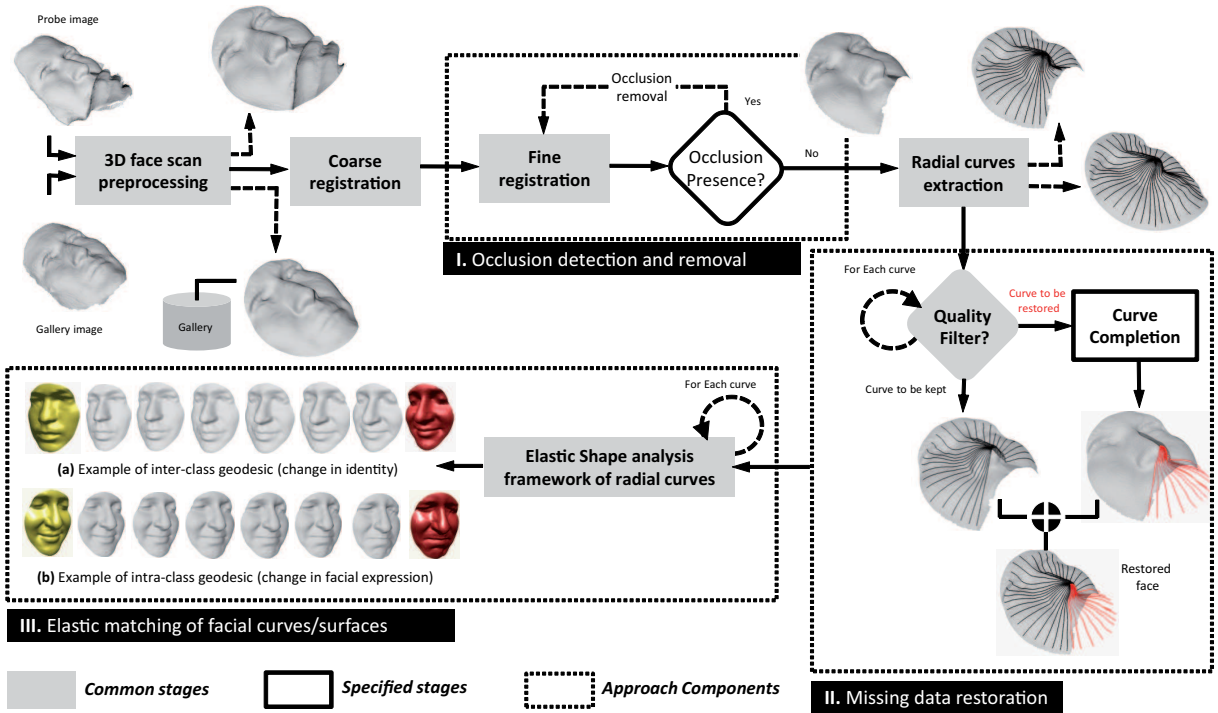 Probe image
3D face scan
preprocessing
Gallery image
Gallery
Coarse
registration
Occlusion
removal
Yes
Fine
registration
Occlusion
Presence?
No
I. Occlusion detection and removal
Radial curves
extraction
For Each curve
Quality
Filter?
Curve to be
restored
Curve
Completion
Curve to be kept
Restored
face
II. Missing data restoration
For Each curve
Elastic Shape analysis
framework of radial curves
(a) Example of inter-class geodesic (change in identity)
(b) Example of intra-class geodesic (change in facial expression)
III. Elastic matching of facial curves/surfaces
Common stages
Specified stages
Approach Components